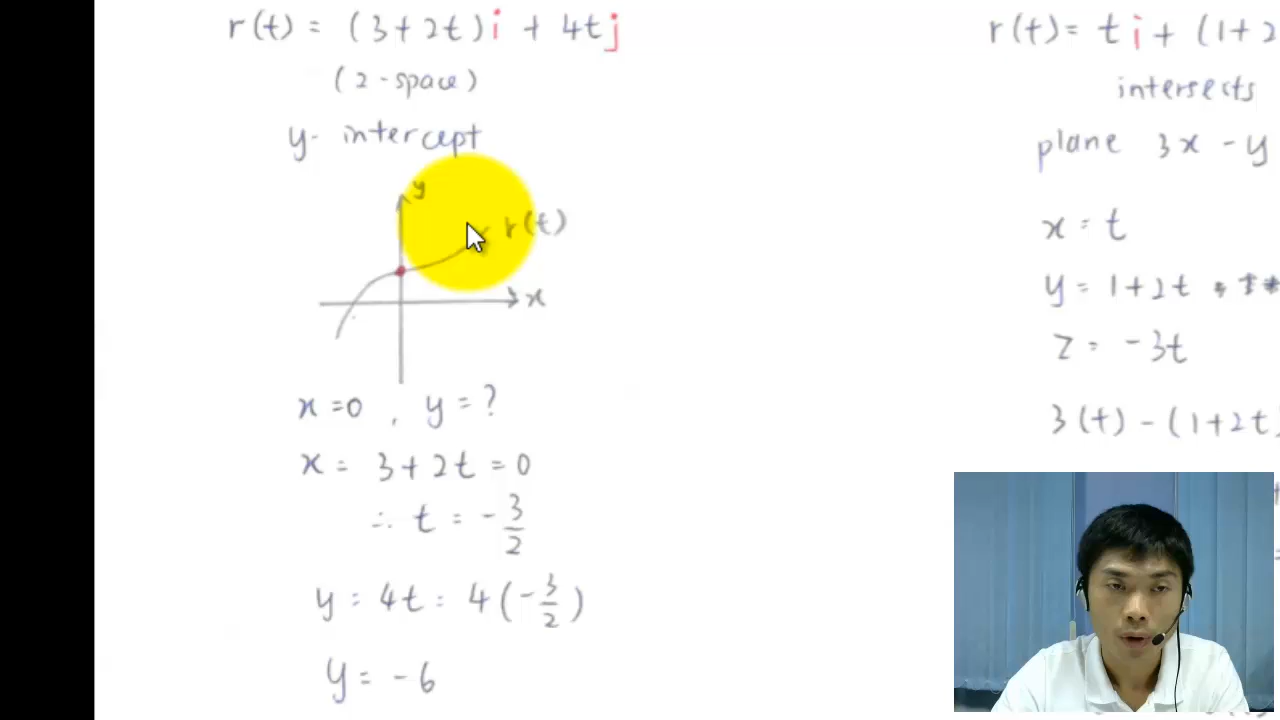 r(t) = (3+2t)i + 4tj
(2-space)
y- intercept
y
r(t)
x
x=0 , y=?
x = 3+2t =0
∴ t = -3/2
y = 4t = 4(-3/2)
y = -6
r(t)= ti + (1+2
intersects
plane 3x - y
x = t
y = 1+2t
z = -3t
3(t) - (1+2t)